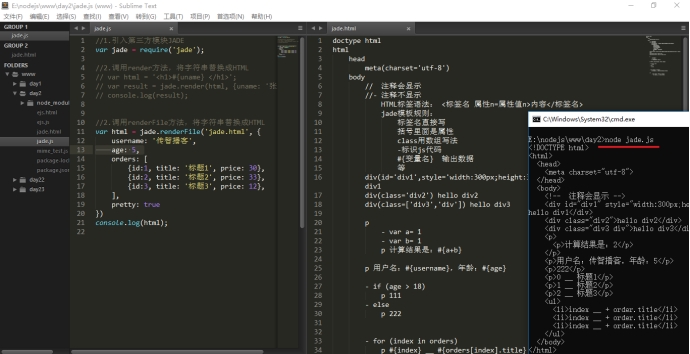 E:\nodejs\www\day2\jade.js (www) - Sublime Text
文件(F) 编辑(E) 选择(S) 查找(I) 查看(V) 转到(G) 工具(T) 项目(P) 首选项(N) 帮助(H)
GROUP 1
jade.js
GROUP 2
jade.html
FOLDERS
www
day1
day2
node_modul
ejs.html
ejs.js
jade.html
jade.js
mime_test.js
package-lock
package.json
day22
day23
jade.js
1 //1.引入第三方模块JADE
2 var jade = require('jade');
3
4
5 //2.调用render方法，将字符串替换成HTML
6 // var html = '<h1>#{uname} </h1>';
7 // var result = jade.render(html, {uname: '张
8 // console.log(result);
9
10 //2.调用renderFile方法，将字符串替换成HTML
11 var html = jade.renderFile('jade.html', {
12 username: '传智播客',
13 age: 5,
14 orders: [
15 {id:1, title: '标题1', price: 30},
16 {id:2, title: '标题2', price: 33},
17 {id:3, title: '标题3', price: 12},
18 ],
19 pretty: true
20 })
21 console.log(html);
22
jade.html
doctype html
html
head
meta(charset='utf-8')
body
// 注释会显示
//- 注释不显示
HTML标签语法： <标签名 属性n=属性值n>内容</标签名>
jade模板规则：
标签名直接写
括号里面是属性
class用数组写法
-标识js代码
#{变量名} 输出数据
等
div(id='div1',style='width:300px;height:
div1
div(class='div2') hello div2
div(class=['div3','div']) hello div3
p
- var a= 1
- var b= 1
p 计算结果是：#{a+b}
p 用户名：#{username}、年龄：#{age}
- if (age > 18)
p 111
- else
p 222
- for (index in orders)
p #{index} __ #{orders[index].title}
C:\Windows\System32\cmd.exe
E:\nodejs\www\day2>node jade.js
<!DOCTYPE html>
<html>
<head>
<meta charset="utf-8">
</head>
<body>
<!-- 注释会显示 -->
<div id="div1" style="width:300px;he
hello div1</div>
<div class="div2">hello div2</div>
<div class="div3 div">hello div3</di
<p>
<p>计算结果是：2</p>
</p>
<p>用户名：传智播客、年龄：5</p>
<p>222</p>
<p>0 __ 标题1</p>
<p>1 __ 标题2</p>
<p>2 __ 标题3</p>
<ul>
<li>index __ + order.title</li>
<li>index __ + order.title</li>
<li>index __ + order.title</li>
</ul>
</body>
</html>